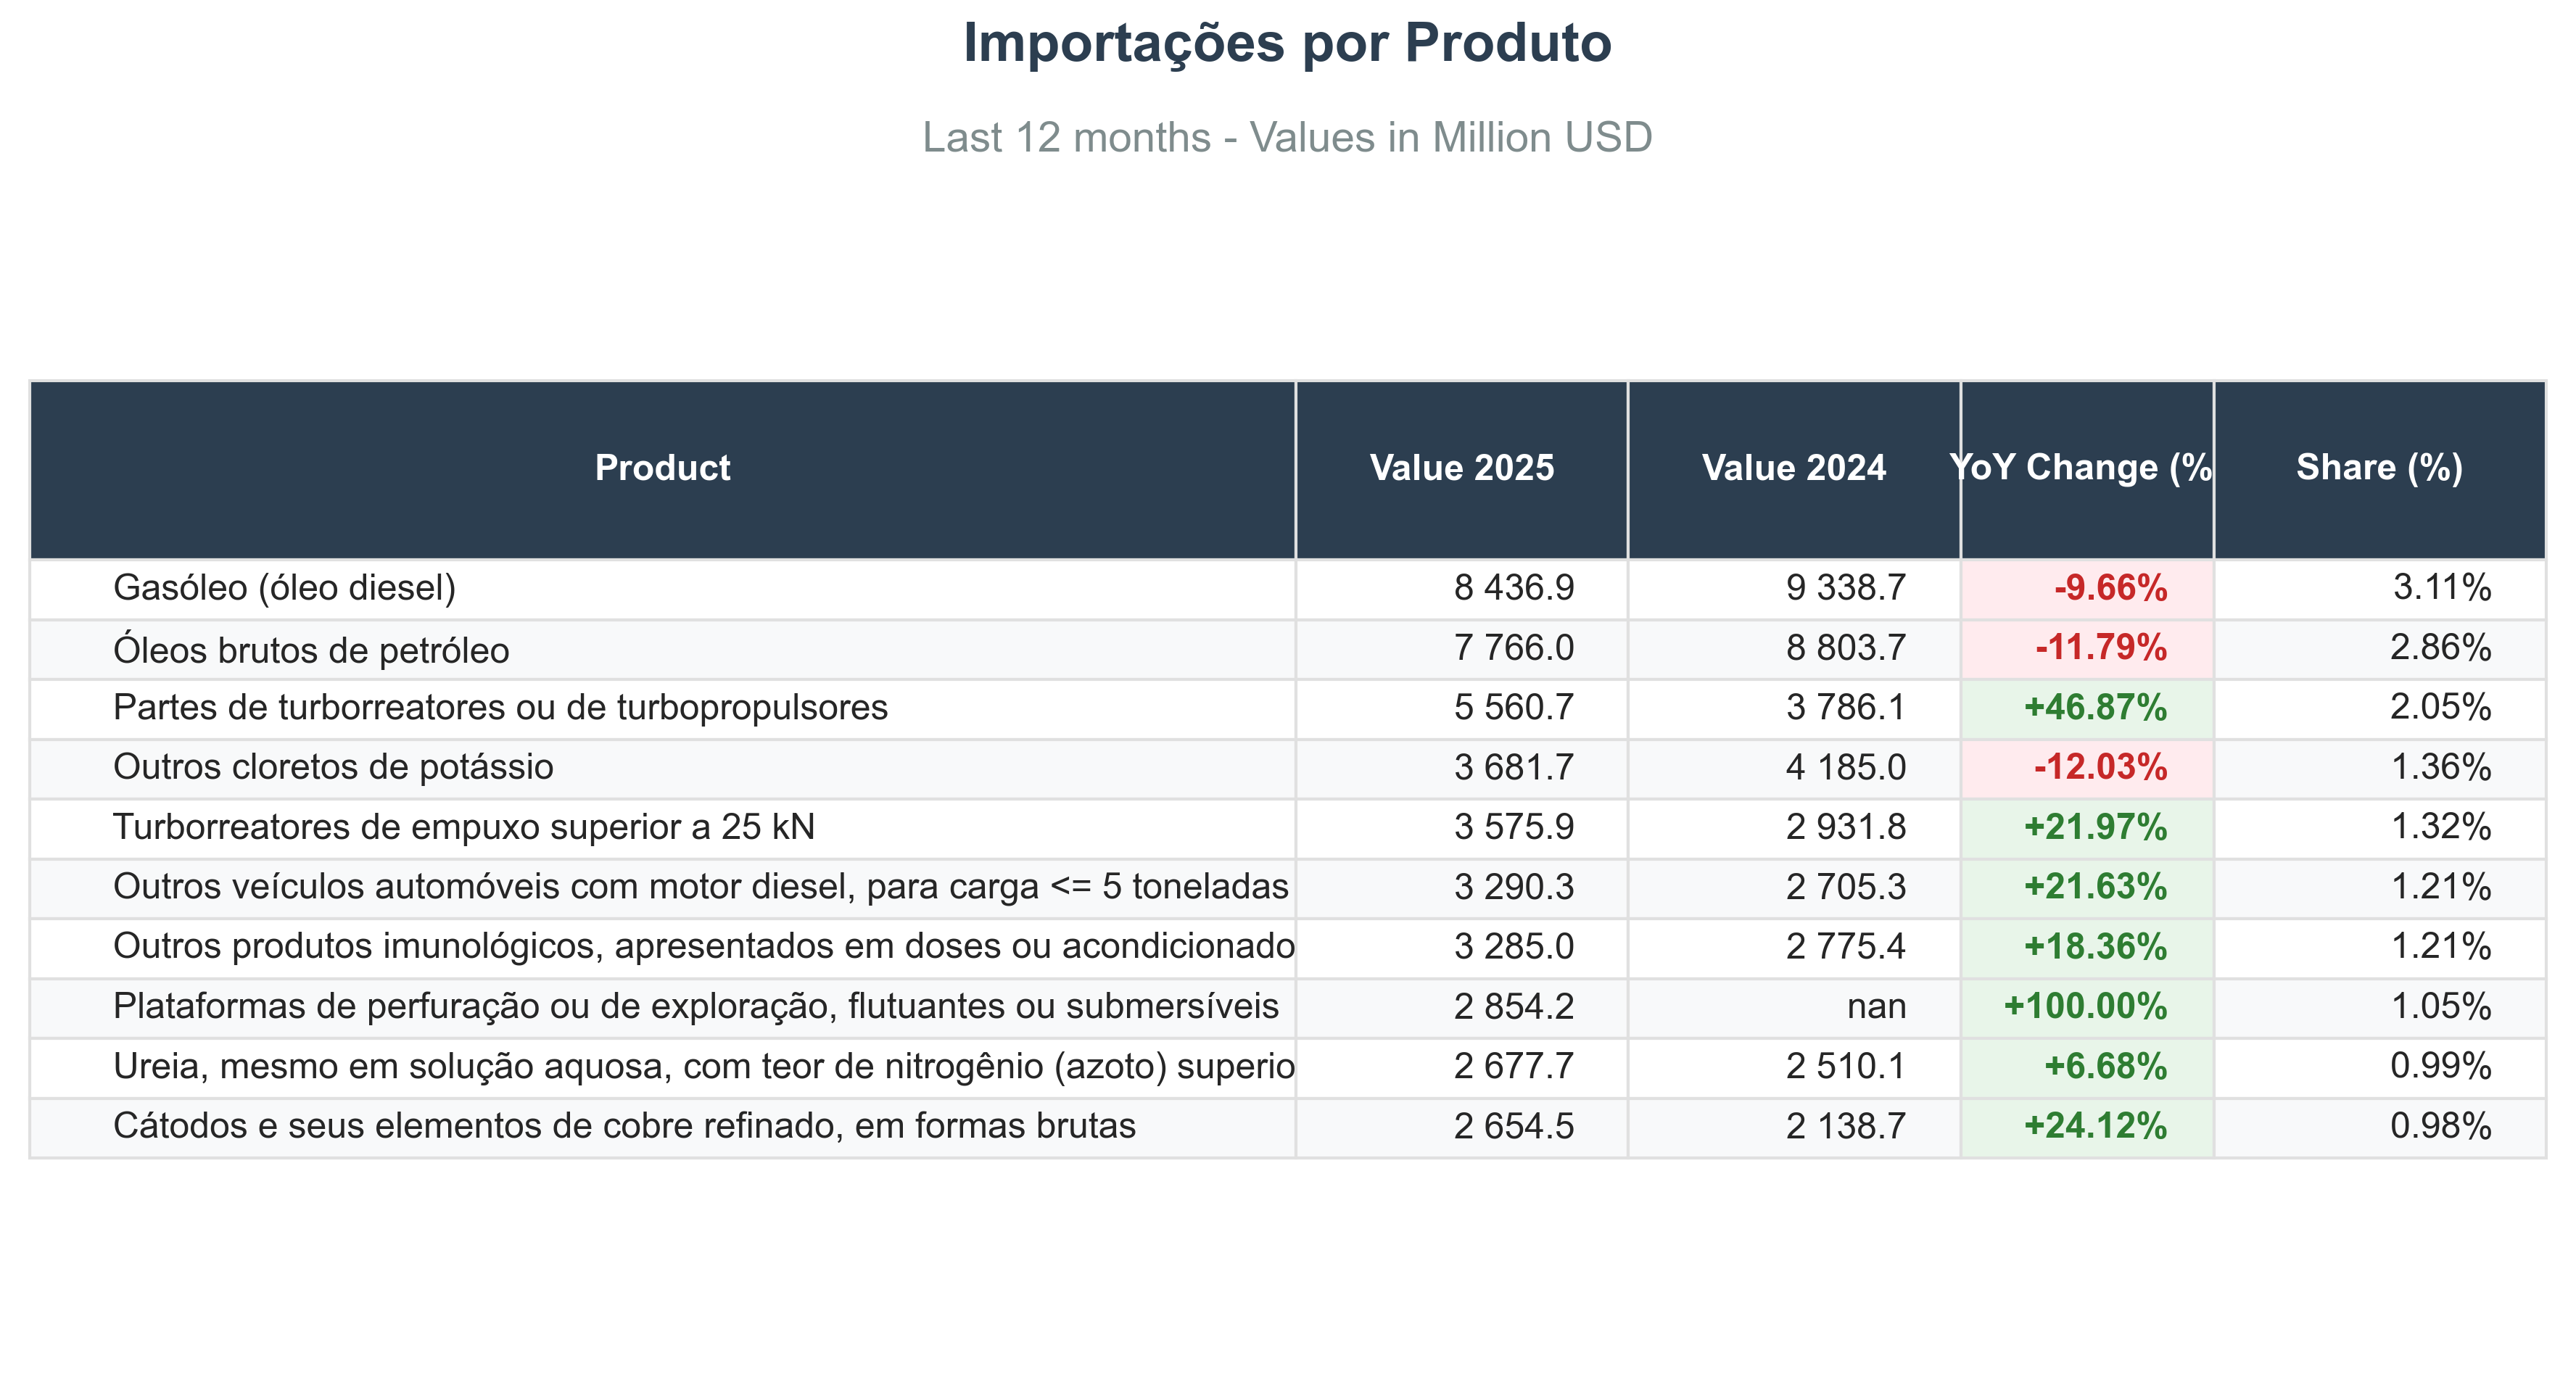 Importações por Produto
Last 12 months - Values in Million USD
Product Value 2025 Value 2024 YoY Change (% Share (%)
Gasóleo (óleo diesel) 8 436.9 9 338.7 -9.66% 3.11%
Óleos brutos de petróleo 7 766.0 8 803.7 -11.79% 2.86%
Partes de turborreatores ou de turbopropulsores 5 560.7 3 786.1 +46.87% 2.05%
Outros cloretos de potássio 3 681.7 4 185.0 -12.03% 1.36%
Turborreatores de empuxo superior a 25 kN 3 575.9 2 931.8 +21.97% 1.32%
Outros veículos automóveis com motor diesel, para carga <= 5 toneladas 3 290.3 2 705.3 +21.63% 1.21%
Outros produtos imunológicos, apresentados em doses ou acondicionado 3 285.0 2 775.4 +18.36% 1.21%
Plataformas de perfuração ou de exploração, flutuantes ou submersíveis 2 854.2 nan +100.00% 1.05%
Ureia, mesmo em solução aquosa, com teor de nitrogênio (azoto) superio 2 677.7 2 510.1 +6.68% 0.99%
Cátodos e seus elementos de cobre refinado, em formas brutas 2 654.5 2 138.7 +24.12% 0.98%